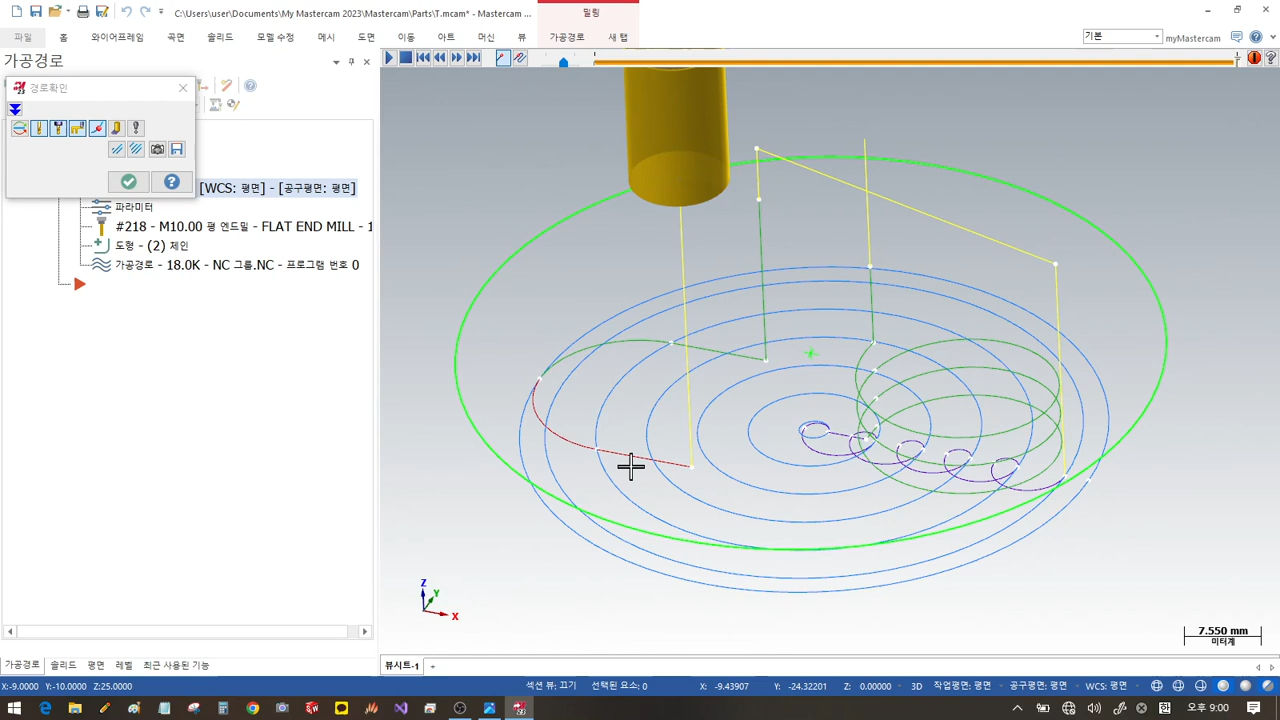 C:\Users\user\Documents\My Mastercam 2023\Mastercam\Parts\T.mcam* - Mastercam ...
밀링
파일 홈 와이어프레임 곡면 솔리드 모델 수정 메시 도면 이동 아트 머신 뷰 가공경로 새 탭
기본
myMastercam
가공경로
경로확인
[WCS: 평면] - [공구평면: 평면]
파라미터
#218 - M10.00 평 엔드밀 - FLAT END MILL - 1
도형 - (2) 체인
가공경로 - 18.0K - NC 그룹.NC - 프로그램 번호 0
Z
Y
X
7.550 mm
미터계
가공경로 솔리드 평면 레벨 최근 사용된 기능
뷰시트-1 +
X:-9.0000 Y:-10.0000 Z:25.0000 섹션 뷰: 끄기 선택된 요소: 0 X: -9.43907 Y: -24.32201 Z: 0.00000 3D 작업평면: 평면 공구평면: 평면 WCS: 평면
한 오후 9:00